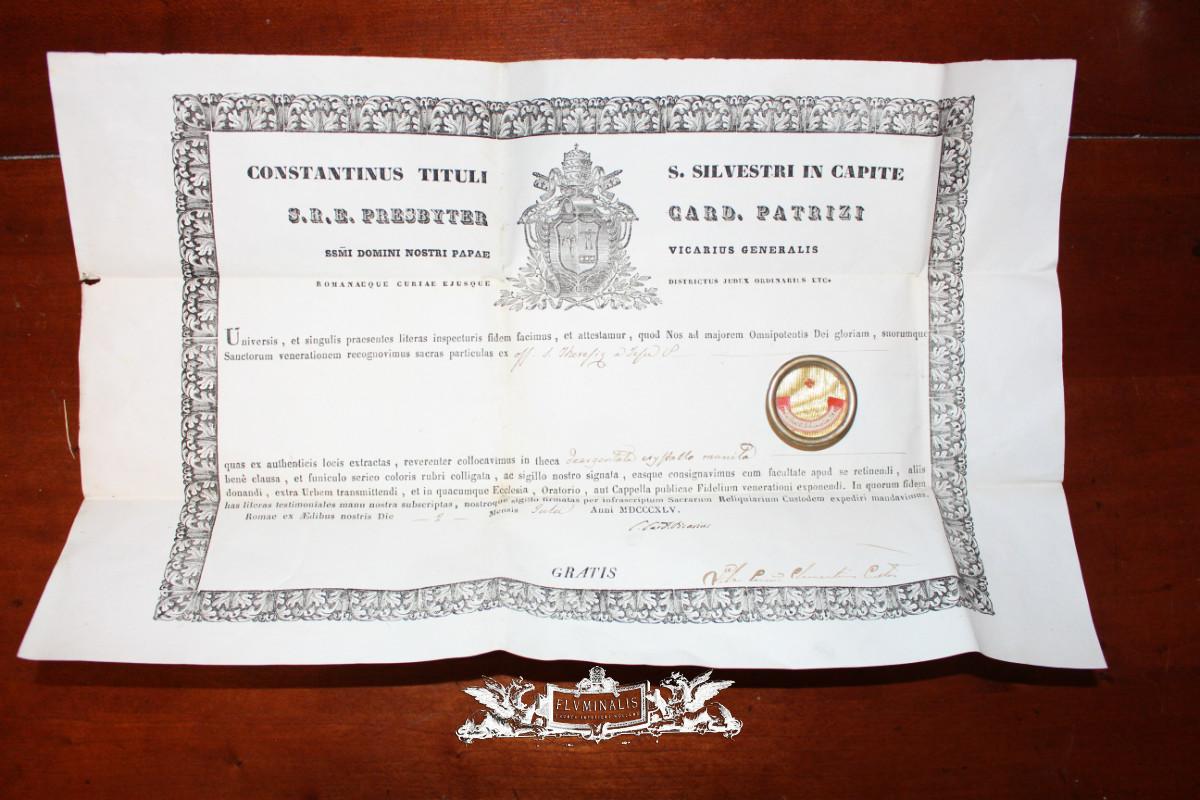 CONSTANTINUS TITULI S. SILVESTRI IN CAPITE
S.R.E. PRESBYTER CARD. PATRIZI
SSM̃I DOMINI NOSTRI PAPAE VICARIUS GENERALIS
ROMANAEQUE CURIAE EJUSQUE DISTRICTUS JUDEX ORDINARIUS ETC.
Universis, et singulis praesentes literas inspecturis fidem facimus, et attestamur, quod Nos ad majorem Omnipotentis Dei gloriam, suorumque
Sanctorum venerationem recognovimus sacras particulas ex
quas ex authenticis locis extractas, reverenter collocavimus in theca crystallo munita
benè clausa, et funiculo serico coloris rubri colligata, ac sigillo nostro signata, easque consignavimus cum facultate apud se retinendi, aliis
donandi, extra Urbem transmittendi, et in quacumque Ecclesia, Oratorio, aut Cappella publicae Fidelium venerationi exponendi. In quorum fidem
has literas testimoniales manu nostra subscriptas, nostroque sigillo firmatas per infrascriptum Sacrarum Reliquiarum Custodem expediri mandavimus.
Romae ex Ædibus nostris Die Mensis Anni MDCCCXLV.
GRATIS
FLVMINALIS